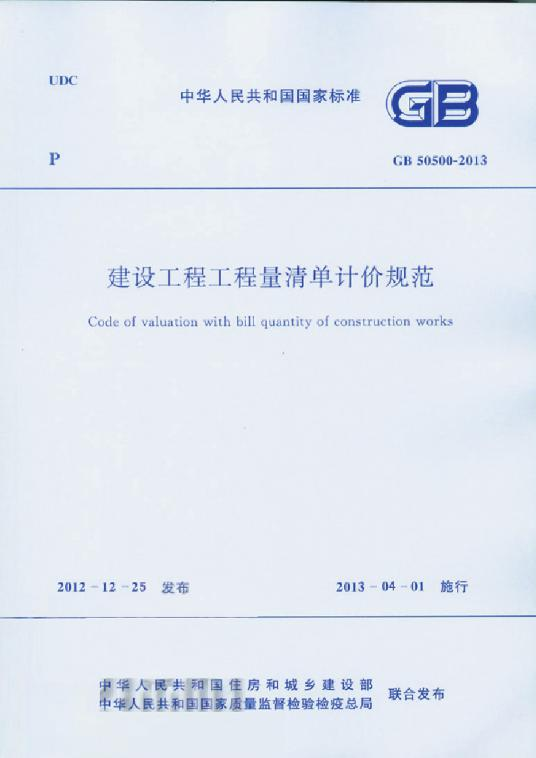 UDC
中华人民共和国国家标准
GB
P
GB 50500-2013
建设工程工程量清单计价规范
Code of valuation with bill quantity of construction works
2012-12-25 发布
2013-04-01 施行
中华人民共和国住房和城乡建设部
中华人民共和国国家质量监督检验检疫总局
联合发布